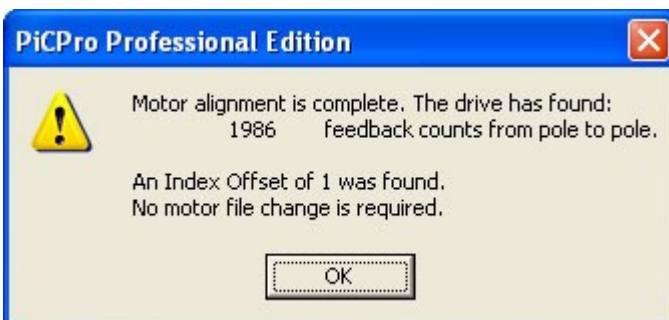 PiCPro Professional Edition
Motor alignment is complete. The drive has found:
1986 feedback counts from pole to pole.
An Index Offset of 1 was found.
No motor file change is required.
OK